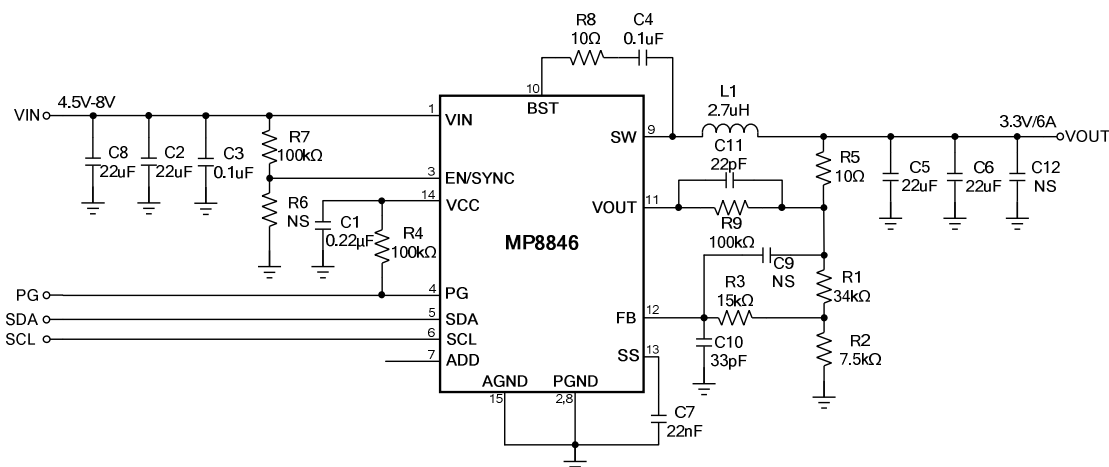 R8
10Ω
C4
0.1uF
10
BST
VIN
4.5V-8V
1
VIN
L1
2.7uH
SW
9
3.3V/6A
VOUT
C8
22uF
C2
22uF
C3
0.1uF
R7
100kΩ
C11
22pF
R5
10Ω
C5
22uF
C6
22uF
C12
NS
3
EN/SYNC
R6
NS
14
VCC
VOUT
11
C1
0.22µF
R4
100kΩ
R9
100kΩ
MP8846
C9
NS
R1
34kΩ
PG
4
PG
R3
15kΩ
SDA
5
SDA
FB
12
SCL
6
SCL
C10
33pF
R2
7.5kΩ
7
ADD
SS
13
AGND
PGND
15
2,8
C7
22nF